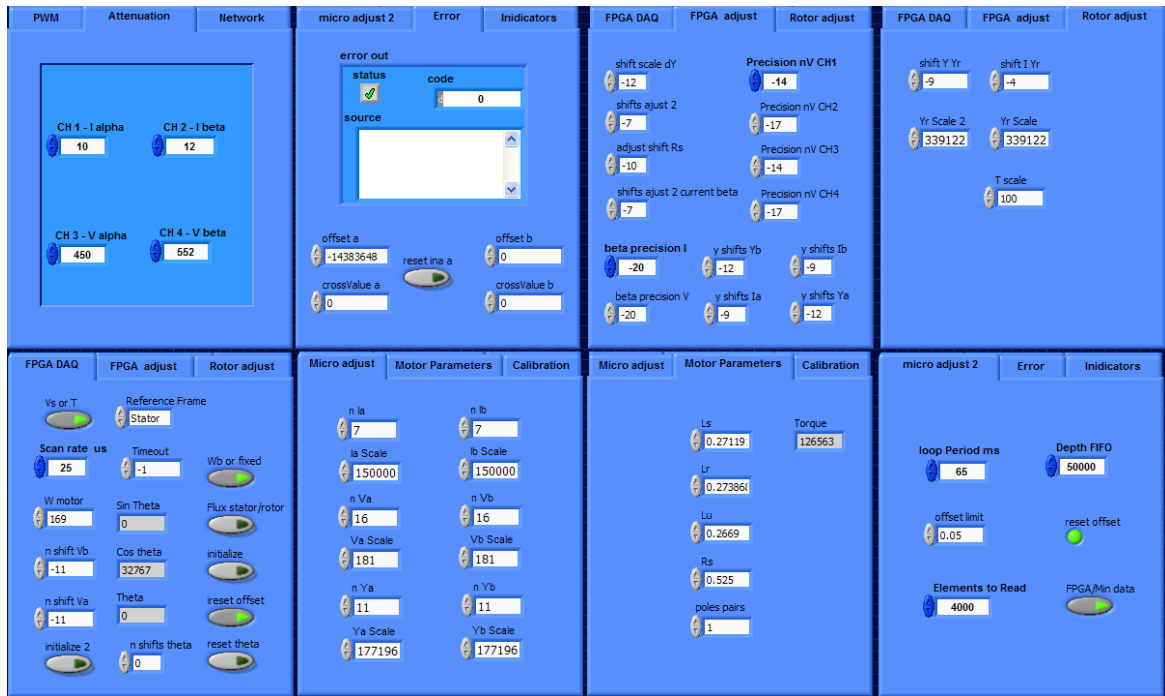 PWM Attenuation Network
CH 1 - I alpha CH 2 - I beta
10 12
CH 3 - V alpha CH 4 - V beta
450 552
micro adjust 2 Error Inidicators
error out
status code
0
source
offset a offset b
-14383648 reset ina a 0
crossValue a crossValue b
0 0
FPGA DAQ FPGA adjust Rotor adjust
shift scale dY Precision nV CH1
-12 -14
shifts ajust 2 Precision nV CH2
-7 -17
adjust shift Rs Precision nV CH3
-10 -14
shifts ajust 2 current beta Precision nV CH4
-7 -17
beta precision I y shifts Yb y shifts Ib
-20 -12 -9
beta precision V y shifts Ia y shifts Ya
-20 -9 -12
FPGA DAQ FPGA adjust Rotor adjust
shift Y Yr shift I Yr
-9 -4
Yr Scale 2 Yr Scale
339122 339122
T scale
100
FPGA DAQ FPGA adjust Rotor adjust
Vs or T Reference Frame
Stator
Scan rate us Timeout Wb or fixed
25 -1
W motor Sin Theta Flux stator/rotor
169 0
n shift Vb Cos theta initialize
-11 32767
n shift Va Theta ireset offset
-11 0
initialize 2 n shifts theta reset theta
0
Micro adjust Motor Parameters Calibration
n Ia n Ib
7 7
Ia Scale Ib Scale
150000 150000
n Va n Vb
16 16
Va Scale Vb Scale
181 181
n Ya n Yb
11 11
Ya Scale Yb Scale
177196 177196
Micro adjust Motor Parameters Calibration
Ls Torque
0.27119 126563
Lr
0.27386
Lu
0.2669
Rs
0.525
poles pairs
1
micro adjust 2 Error Inidicators
loop Period ms Depth FIFO
65 50000
offset limit reset offset
0.05
Elements to Read FPGA/Min data
4000